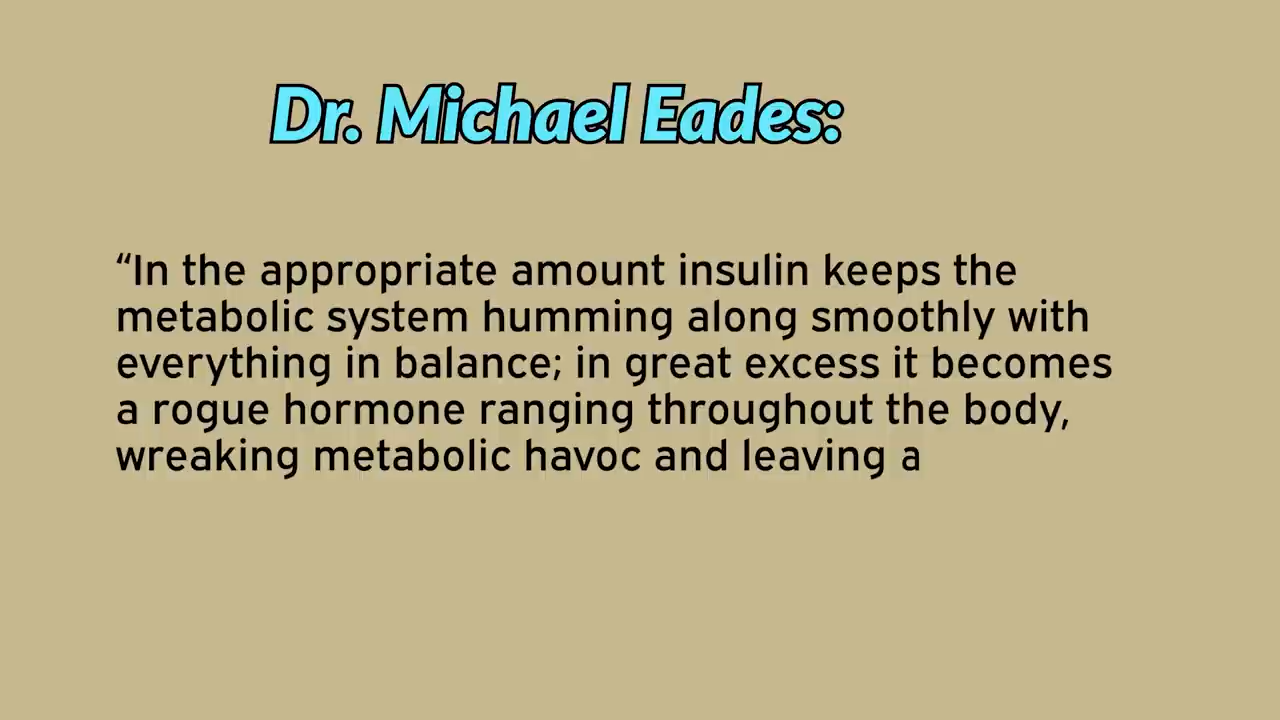 Dr. Michael Eades:
“In the appropriate amount insulin keeps the
metabolic system humming along smoothly with
everything in balance; in great excess it becomes
a rogue hormone ranging throughout the body,
wreaking metabolic havoc and leaving a